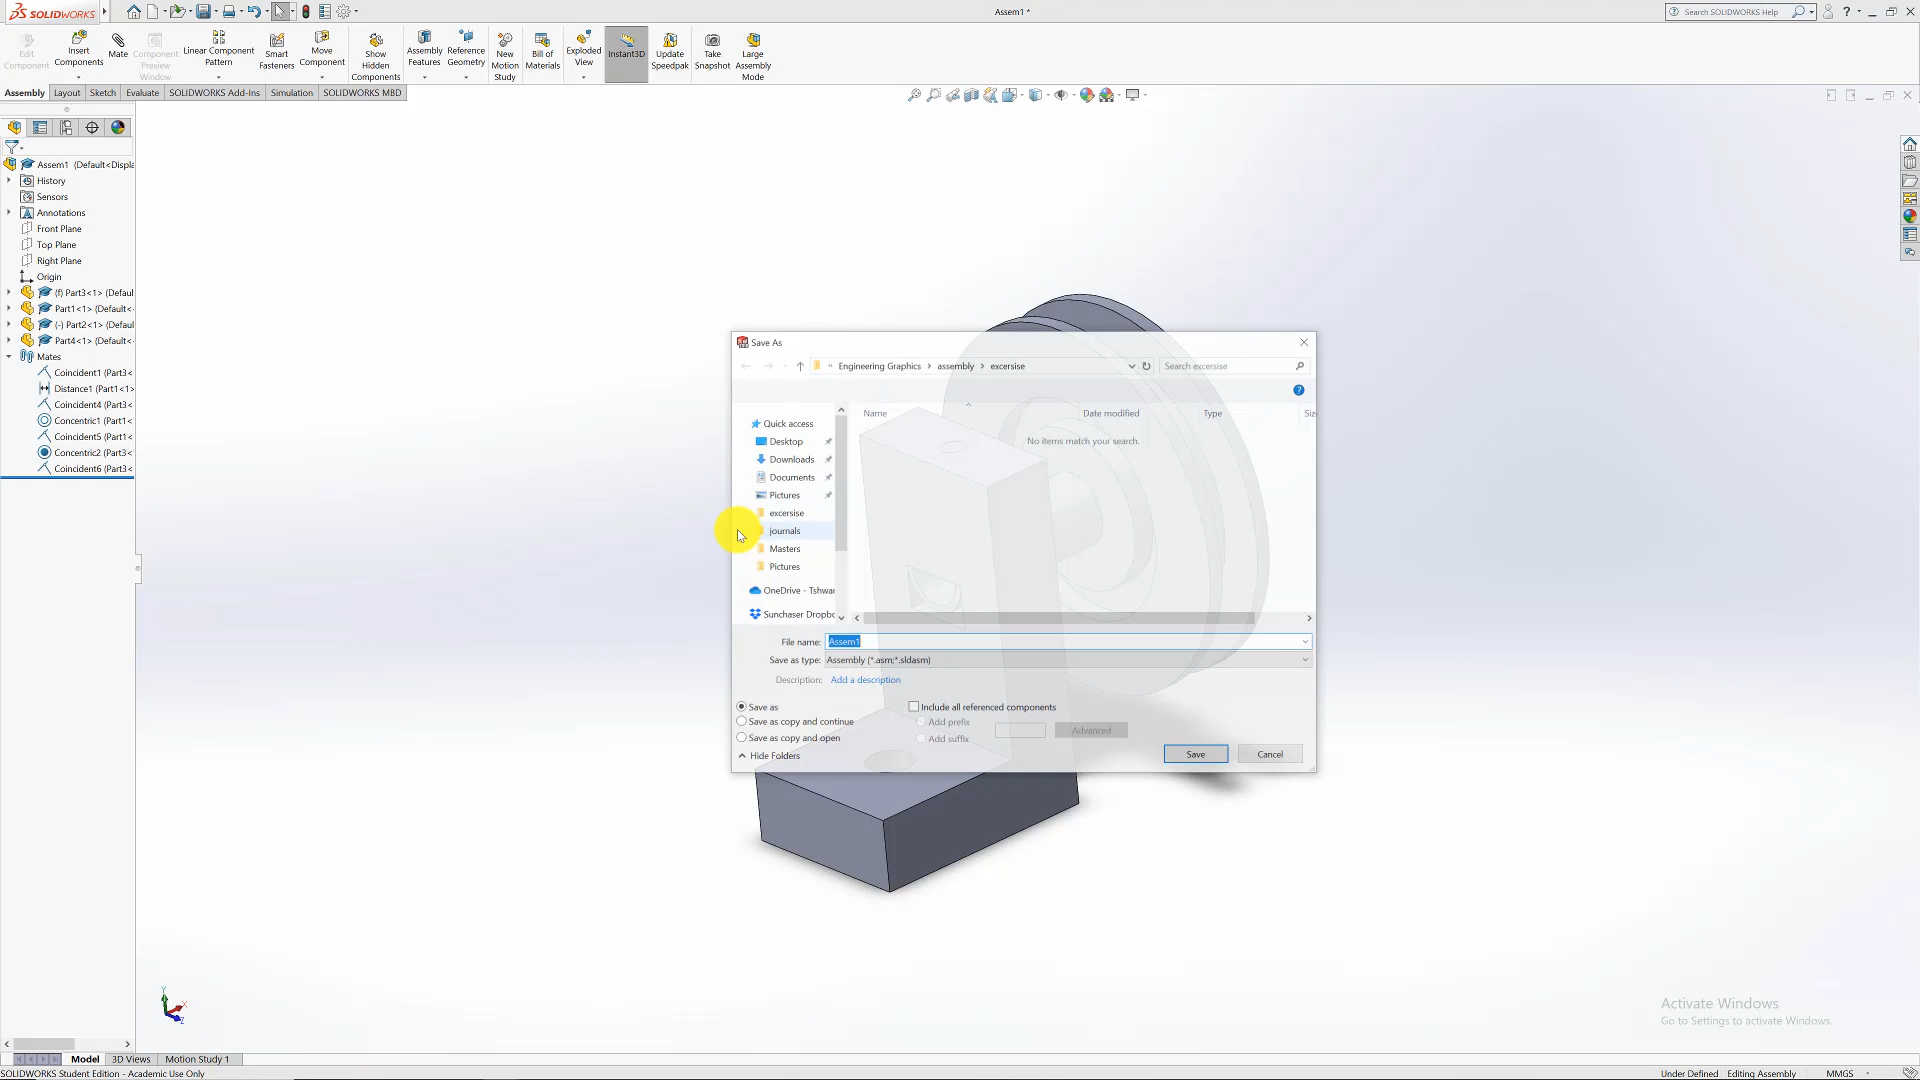 SOLIDWORKS
Assem1 *
Search SOLIDWORKS Help
Edit Component
Insert Components
Mate
Component Preview Window
Linear Component Pattern
Smart Fasteners
Move Component
Show Hidden Components
Assembly Features
Reference Geometry
New Motion Study
Bill of Materials
Exploded View
Instant3D
Update Speedpak
Take Snapshot
Large Assembly Mode
Assembly
Layout
Sketch
Evaluate
SOLIDWORKS Add-Ins
Simulation
SOLIDWORKS MBD
Assem1 (Default<Displa
History
Sensors
Annotations
Front Plane
Top Plane
Right Plane
Origin
(f) Part3<1> (Defaul
Part1<1> (Default<
(-) Part2<1> (Defaul
Part4<1> (Default<
Mates
Coincident1 (Part3<
Distance1 (Part1<1>
Coincident4 (Part3<
Concentric1 (Part1<
Coincident5 (Part1<
Concentric2 (Part3<
Coincident6 (Part3<
Save As
« Engineering Graphics > assembly > excersise
Search excersise
Name
Date modified
Type
Siz
No items match your search.
Quick access
Desktop
Downloads
Documents
Pictures
excersise
journals
Masters
Pictures
OneDrive - Tshwar
Sunchaser Dropbo
File name: Assem1
Save as type: Assembly (*.asm;*.sldasm)
Description: Add a description
Save as
Include all referenced components
Save as copy and continue
Add prefix
Advanced
Save as copy and open
Add suffix
Hide Folders
Save
Cancel
Y
X
Z
Activate Windows
Go to Settings to activate Windows.
Model
3D Views
Motion Study 1
SOLIDWORKS Student Edition - Academic Use Only
Under Defined
Editing Assembly
MMGS